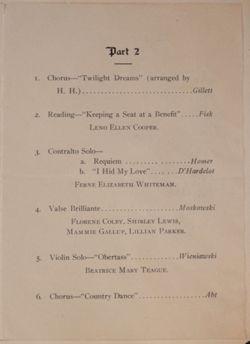 Part 2
1. Chorus—"Twilight Dreams" (arranged by
H. H.)..............................Gillett
2. Reading—"Keeping a Seat at a Benefit".....Fisk
LENO ELLEN COOPER.
3. Contralto Solo—
a. Requiem ......................Homer
b. "I Hid My Love"......D'Hardelot
FERNE ELIZABETH WHITEMAN.
4. Valse Brilliante.....................Moskowski
FLORENE COLBY, SHIRLEY LEWIS,
MAMMIE GALLUP, LILLIAN PARKER.
5. Violin Solo—"Obertass"...............Wieniawski
BEATRICE MARY TEAGUE.
6. Chorus—"Country Dance"...................Abt